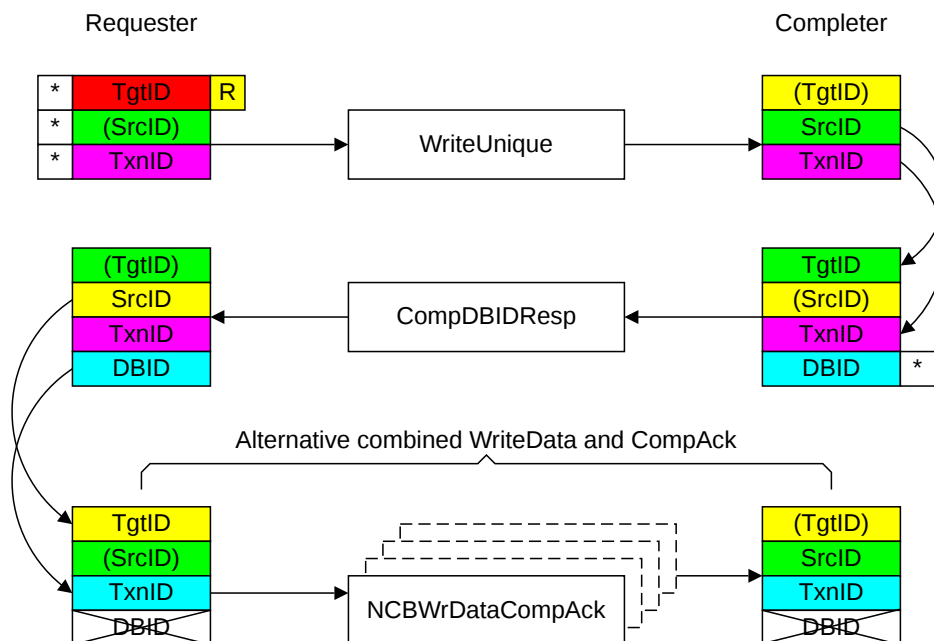 Requester
Completer
* TgtID R
* (SrcID)
* TxnID
WriteUnique
(TgtID)
SrcID
TxnID
(TgtID)
SrcID
TxnID
DBID
CompDBIDResp
TgtID
(SrcID)
TxnID
DBID *
Alternative combined WriteData and CompAck
TgtID
(SrcID)
TxnID
DBID
NCBWrDataCompAck
(TgtID)
SrcID
TxnID
DBID